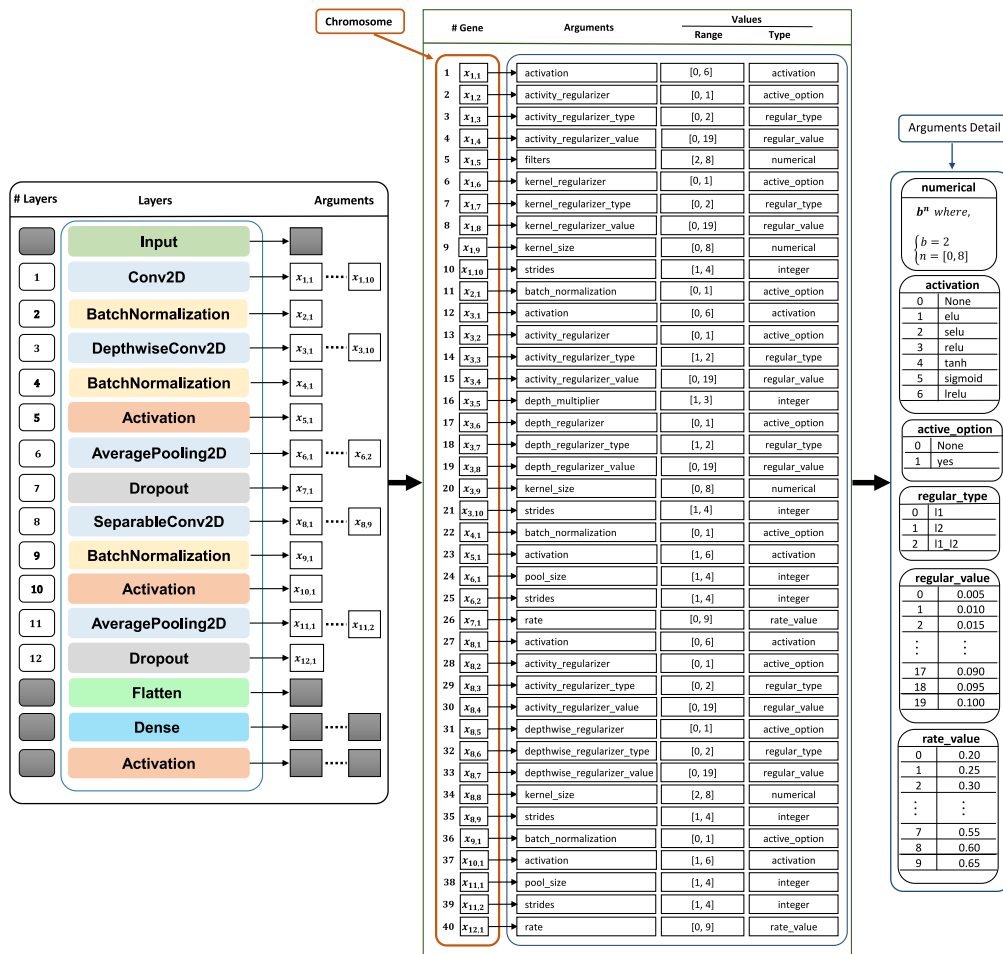 Chromosome
# Gene Arguments Values
Range Type
1 x1,1 activation [0, 6] activation
2 x1,2 activity_regularizer [0, 1] active_option
3 x1,3 activity_regularizer_type [0, 2] regular_type
4 x1,4 activity_regularizer_value [0, 19] regular_value
5 x1,5 filters [2, 8] numerical
6 x1,6 kernel_regularizer [0, 1] active_option
7 x1,7 kernel_regularizer_type [0, 2] regular_type
8 x1,8 kernel_regularizer_value [0, 19] regular_value
9 x1,9 kernel_size [0, 8] numerical
10 x1,10 strides [1, 4] integer
11 x2,1 batch_normalization [0, 1] active_option
12 x3,1 activation [0, 6] activation
13 x3,2 activity_regularizer [0, 1] active_option
14 x3,3 activity_regularizer_type [1, 2] regular_type
15 x3,4 activity_regularizer_value [0, 19] regular_value
16 x3,5 depth_multiplier [1, 3] integer
17 x3,6 depth_regularizer [0, 1] active_option
18 x3,7 depth_regularizer_type [1, 2] regular_type
19 x3,8 depth_regularizer_value [0, 19] regular_value
20 x3,9 kernel_size [0, 8] numerical
21 x3,10 strides [1, 4] integer
22 x4,1 batch_normalization [0, 1] active_option
23 x5,1 activation [1, 6] activation
24 x6,1 pool_size [1, 4] integer
25 x6,2 strides [1, 4] integer
26 x7,1 rate [0, 9] rate_value
27 x8,1 activation [0, 6] activation
28 x8,2 activity_regularizer [0, 1] active_option
29 x8,3 activity_regularizer_type [0, 2] regular_type
30 x8,4 activity_regularizer_value [0, 19] regular_value
31 x8,5 depthwise_regularizer [0, 1] active_option
32 x8,6 depthwise_regularizer_type [0, 2] regular_type
33 x8,7 depthwise_regularizer_value [0, 19] regular_value
34 x8,8 kernel_size [2, 8] numerical
35 x8,9 strides [1, 4] integer
36 x9,1 batch_normalization [0, 1] active_option
37 x10,1 activation [1, 6] activation
38 x11,1 pool_size [1, 4] integer
39 x11,2 strides [1, 4] integer
40 x12,1 rate [0, 9] rate_value
# Layers Layers Arguments
Input
1 Conv2D x1,1 x1,10
2 BatchNormalization x2,1
3 DepthwiseConv2D x3,1 x3,10
4 BatchNormalization x4,1
5 Activation x5,1
6 AveragePooling2D x6,1 x6,2
7 Dropout x7,1
8 SeparableConv2D x8,1 x8,9
9 BatchNormalization x9,1
10 Activation x10,1
11 AveragePooling2D x11,1 x11,2
12 Dropout x12,1
Flatten
Dense
Activation
Arguments Detail
numerical
b^n where,
{b = 2
n = [0, 8]
activation
0 None
1 elu
2 selu
3 relu
4 tanh
5 sigmoid
6 lrelu
active_option
0 None
1 yes
regular_type
0 l1
1 l2
2 l1_l2
regular_value
0 0.005
1 0.010
2 0.015
⋮ ⋮
17 0.090
18 0.095
19 0.100
rate_value
0 0.20
1 0.25
2 0.30
⋮ ⋮
7 0.55
8 0.60
9 0.65